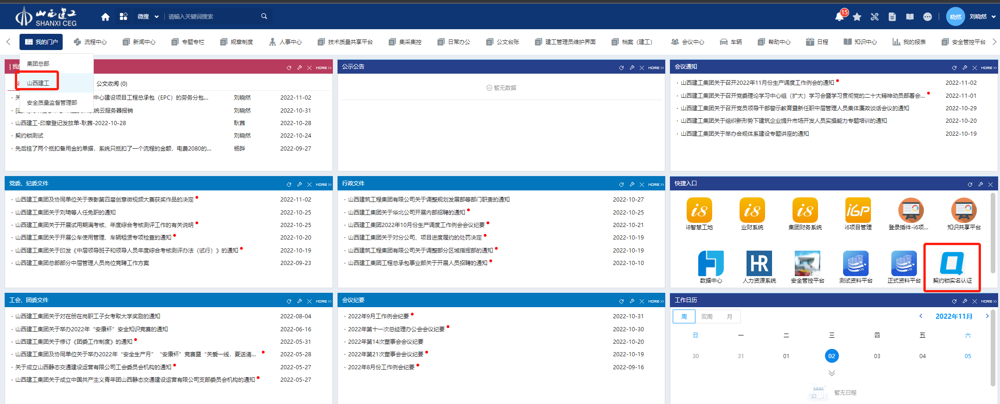 山西建工
SHANXI CEG
微搜
请输入关键词搜索
15
晓然
刘晓然
我的门户
流程中心
新闻中心
专题专栏
规章制度
人事中心
技术质量共享平台
集采集控
日常办公
公文台账
建工管理员维护界面
档案（建工）
会议中心
车辆
帮助中心
7
日程
知识中心
我的报表
安全管控平台
集团总部
山西建工
安全质量监督管理部
我的
MORE
公文收阅 (0)
关
中心建设项目工程总承包（EPC）的劳务分包...
刘晓然
2022-11-02
统云服务器报销
刘晓然
2022-10-31
山西建工-印章登记发放单-耿茜-2022-10-28
耿茜
2022-10-28
契约锁测试
刘晓然
2022-10-24
先后挂了两个抵扣备用金的单据，系统只抵扣了一个流程的金额，电费2080的...
杨晔
2022-09-27
公示公告
MORE
暂无数据
会议通知
MORE
山西建工集团关于召开2022年11月份生产调度工作例会的通知
2022-11-02
山西建工集团关于召开党委理论学习中心组（扩大）学习会暨学习贯彻党的二十大精神动员部署会...
2022-11-01
山西建工集团关于召开党员领导干部警示教育暨新任职中层管理人员集体廉政谈话会议的通知
2022-10-29
山西建工集团关于组织新形势下建筑企业提升市场开发人员实操能力专题培训的通知
2022-10-20
山西建工集团关于举办合规体系建设专题讲座的通知
2022-10-19
党委、纪委文件
MORE
山西建工集团及协同单位关于表彰第四届创意微视频大赛获奖作品的决定
2022-11-02
山西建工集团关于刘琦等人任免职的通知
2022-10-25
山西建工集团关于开展试用期满考核、年度综合考核测评工作的有关说明
2022-10-25
山西建工集团关于开展公车使用管理、车辆租赁专项检查的通知
2022-10-20
山西建工集团关于印发《中层领导班子和领导人员年度综合考核测评办法（试行）》的通知
2022-10-19
山西建工集团总部部分中层管理人员岗位竞聘工作方案
2022-09-23
行政文件
MORE
山西建筑工程集团有限公司关于调整规划发展部等部门职责的通知
2022-10-27
山西建工集团关于华北公司开展内部招聘的通知
2022-10-25
山西建工集团2022年10月份生产调度工作例会会议纪要
2022-10-21
山西建工集团关于对分公司、项目进度履约的处罚决定
2022-10-19
山西建筑工程集团有限公司关于调整部分区域指挥部的通知
2022-10-19
山西建工集团工程总承包事业部关于开展人员招聘的通知
2022-10-10
快捷入口
i8
i8
i8
i6P
i8智慧工地
业财系统
集团财务系统
i6项目管理
登录插件-i6项...
知识共享平台
HR
数据中心
人力资源系统
安全管控平台
测试资料平台
正式资料平台
契约锁实名认证
工会、团委文件
MORE
山西建工集团关于对在册在岗职工子女考取大学奖励的通知
2022-08-04
山西建工集团关于举办2022年“安康杯”安全知识竞赛的通知
2022-06-16
山西建工集团关于修订《团委工作制度》的通知
2022-05-31
山西建工集团及协同单位关于举办2022年“安全生产月”“安康杯”竞赛暨“关爱一线，夏送清...
2022-05-28
关于成立山西静态交通建设运营有限公司工会委员会机构的通知
2022-05-27
山西建工集团关于成立中国共产主义青年团山西静态交通建设运营有限公司支部委员会机构的通知
2022-05-27
会议纪要
MORE
2022年9月工作例会纪要
2022-10-31
2022年第十一次总经理办公会会议纪要
2022-10-30
2022年第14次董事会会议纪要
2022-10-20
2022年第21次董事会会议纪要
2022-10-19
2022年8月份工作例会纪要
2022-09-16
工作日历
MORE
周
双周
月
2022年11月
日
一
二
三
四
五
六
30
31
01
02
03
04
05
暂无日程